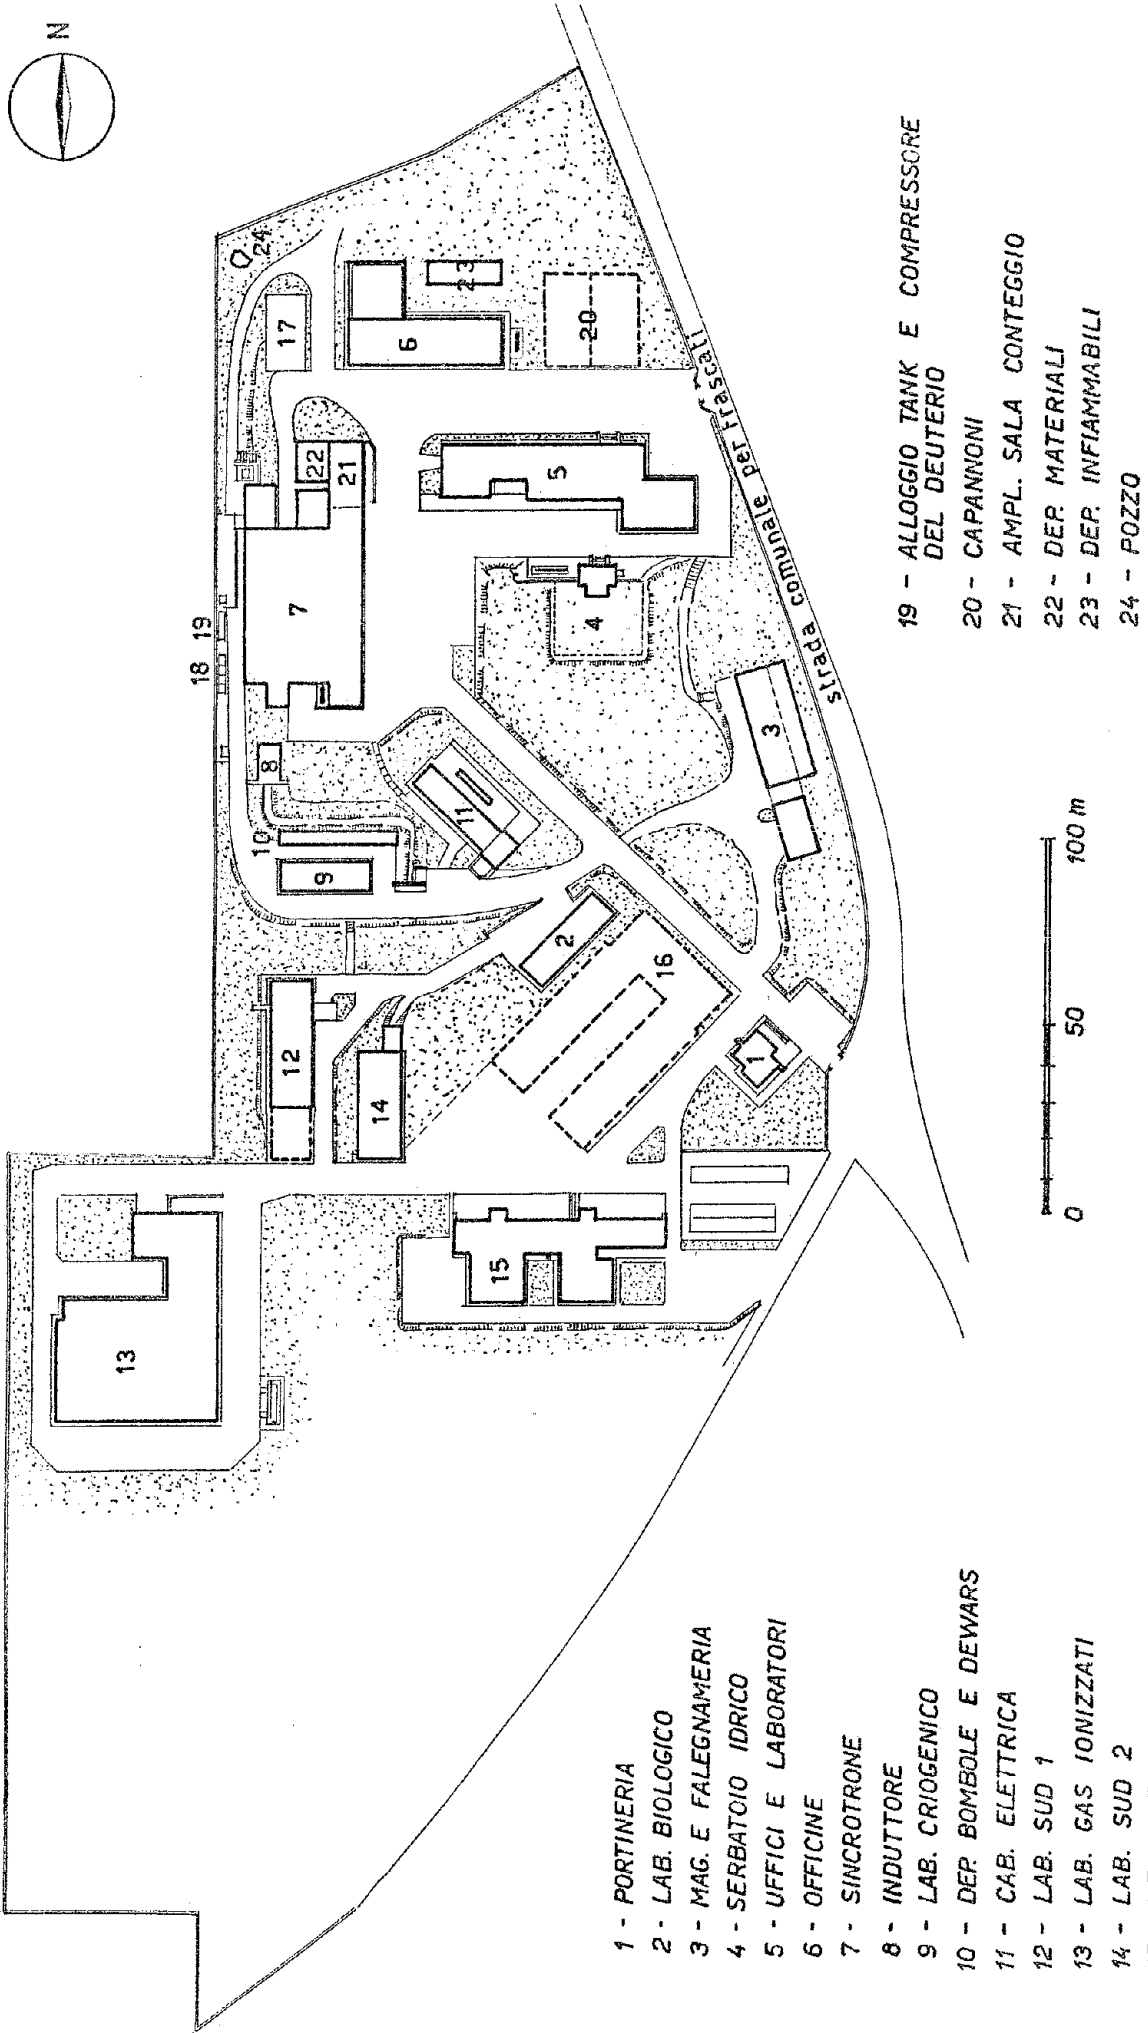 N
24
17
23
6
20
22
21
5
7
19
18
4
8
3
10
11
9
2
16
12
14
1
15
13
strada comunale per Frascati
0
50
100 m
1 - PORTINERIA
2 - LAB. BIOLOGICO
3 - MAG. E FALEGNAMERIA
4 - SERBATOIO IDRICO
5 - UFFICI E LABORATORI
6 - OFFICINE
7 - SINCROTRONE
8 - INDUTTORE
9 - LAB. CRIOGENICO
10 - DEP. BOMBOLE E DEWARS
11 - CAB. ELETTRICA
12 - LAB. SUD 1
13 - LAB. GAS IONIZZATI
14 - LAB. SUD 2
19 - ALLOGGIO TANK E COMPRESSORE
DEL DEUTERIO
20 - CAPANNONI
21 - AMPL. SALA CONTEGGIO
22 - DEP. MATERIALI
23 - DEP. INFIAMMABILI
24 - POZZO